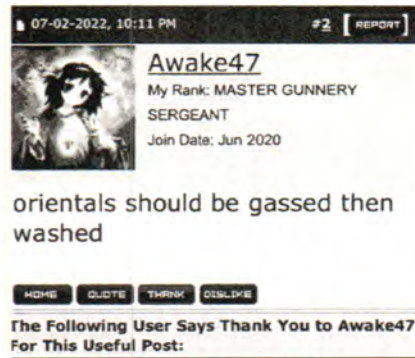 07-02-2022, 10:11 PM #2 [REPORT]
Awake47
My Rank: MASTER GUNNERY
SERGEANT
Join Date: Jun 2020
orientals should be gassed then
washed
HOME QUOTE THANK DISLIKE
The Following User Says Thank You to Awake47
For This Useful Post: